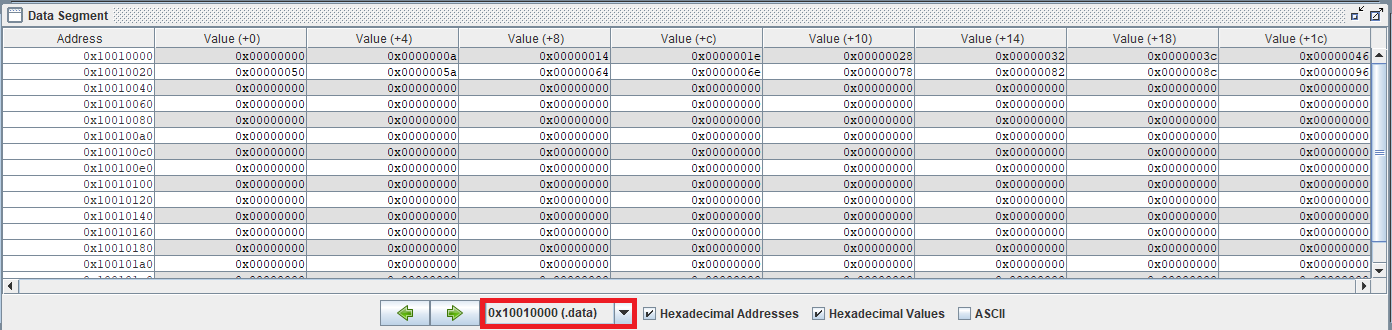 Data Segment
Address Value (+0) Value (+4) Value (+8) Value (+c) Value (+10) Value (+14) Value (+18) Value (+1c)
0x10010000 0x00000000 0x0000000a 0x00000014 0x0000001e 0x00000028 0x00000032 0x0000003c 0x00000046
0x10010020 0x00000050 0x0000005a 0x00000064 0x0000006e 0x00000078 0x00000082 0x0000008c 0x00000096
0x10010040 0x00000000 0x00000000 0x00000000 0x00000000 0x00000000 0x00000000 0x00000000 0x00000000
0x10010060 0x00000000 0x00000000 0x00000000 0x00000000 0x00000000 0x00000000 0x00000000 0x00000000
0x10010080 0x00000000 0x00000000 0x00000000 0x00000000 0x00000000 0x00000000 0x00000000 0x00000000
0x100100a0 0x00000000 0x00000000 0x00000000 0x00000000 0x00000000 0x00000000 0x00000000 0x00000000
0x100100c0 0x00000000 0x00000000 0x00000000 0x00000000 0x00000000 0x00000000 0x00000000 0x00000000
0x100100e0 0x00000000 0x00000000 0x00000000 0x00000000 0x00000000 0x00000000 0x00000000 0x00000000
0x10010100 0x00000000 0x00000000 0x00000000 0x00000000 0x00000000 0x00000000 0x00000000 0x00000000
0x10010120 0x00000000 0x00000000 0x00000000 0x00000000 0x00000000 0x00000000 0x00000000 0x00000000
0x10010140 0x00000000 0x00000000 0x00000000 0x00000000 0x00000000 0x00000000 0x00000000 0x00000000
0x10010160 0x00000000 0x00000000 0x00000000 0x00000000 0x00000000 0x00000000 0x00000000 0x00000000
0x10010180 0x00000000 0x00000000 0x00000000 0x00000000 0x00000000 0x00000000 0x00000000 0x00000000
0x100101a0 0x00000000 0x00000000 0x00000000 0x00000000 0x00000000 0x00000000 0x00000000 0x00000000
0x10010000 (.data) Hexadecimal Addresses Hexadecimal Values ASCII